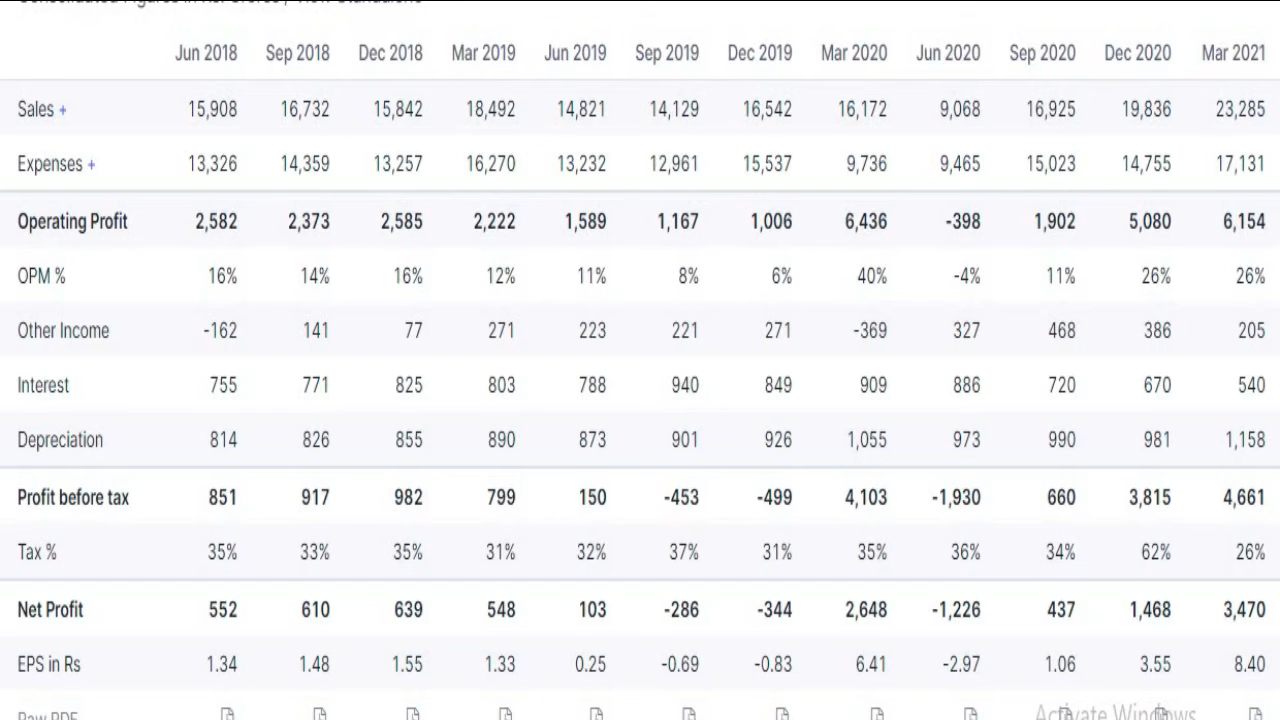 Consolidated Figures in Rs. Crores / View Standalone
Jun 2018 Sep 2018 Dec 2018 Mar 2019 Jun 2019 Sep 2019 Dec 2019 Mar 2020 Jun 2020 Sep 2020 Dec 2020 Mar 2021
Sales + 15,908 16,732 15,842 18,492 14,821 14,129 16,542 16,172 9,068 16,925 19,836 23,285
Expenses + 13,326 14,359 13,257 16,270 13,232 12,961 15,537 9,736 9,465 15,023 14,755 17,131
Operating Profit 2,582 2,373 2,585 2,222 1,589 1,167 1,006 6,436 -398 1,902 5,080 6,154
OPM % 16% 14% 16% 12% 11% 8% 6% 40% -4% 11% 26% 26%
Other Income -162 141 77 271 223 221 271 -369 327 468 386 205
Interest 755 771 825 803 788 940 849 909 886 720 670 540
Depreciation 814 826 855 890 873 901 926 1,055 973 990 981 1,158
Profit before tax 851 917 982 799 150 -453 -499 4,103 -1,930 660 3,815 4,661
Tax % 35% 33% 35% 31% 32% 37% 31% 35% 36% 34% 62% 26%
Net Profit 552 610 639 548 103 -286 -344 2,648 -1,226 437 1,468 3,470
EPS in Rs 1.34 1.48 1.55 1.33 0.25 -0.69 -0.83 6.41 -2.97 1.06 3.55 8.40
Raw PDF
Activate Windows